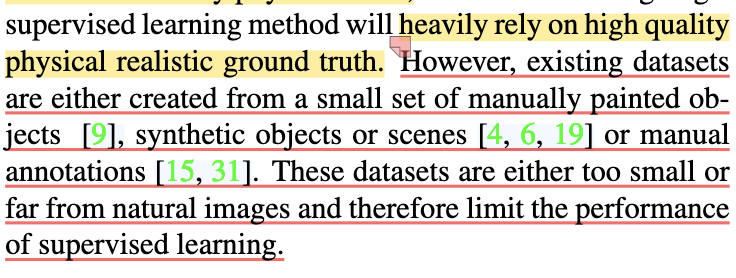 supervised learning method will heavily rely on high quality
physical realistic ground truth. However, existing datasets
are either created from a small set of manually painted ob-
jects [9], synthetic objects or scenes [4, 6, 19] or manual
annotations [15, 31]. These datasets are either too small or
far from natural images and therefore limit the performance
of supervised learning.